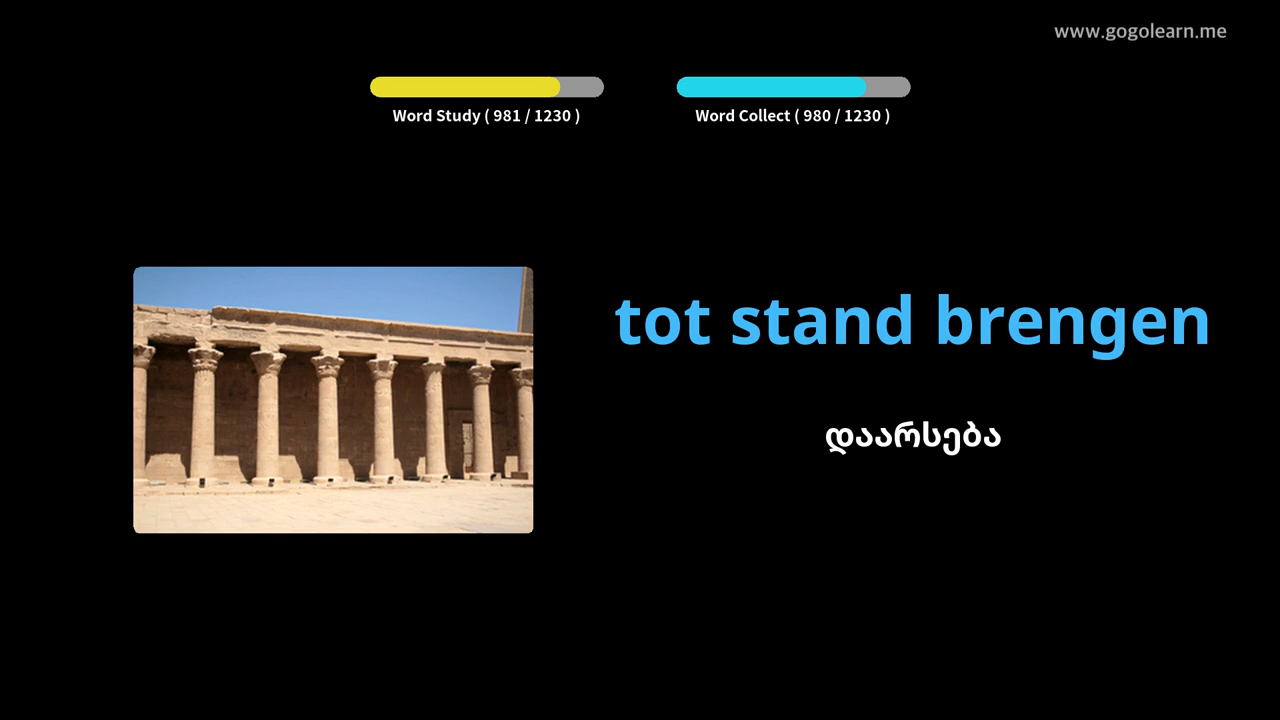 www.gogolearn.me
Word Study ( 981 / 1230 )
Word Collect ( 980 / 1230 )
tot stand brengen
დაარსება